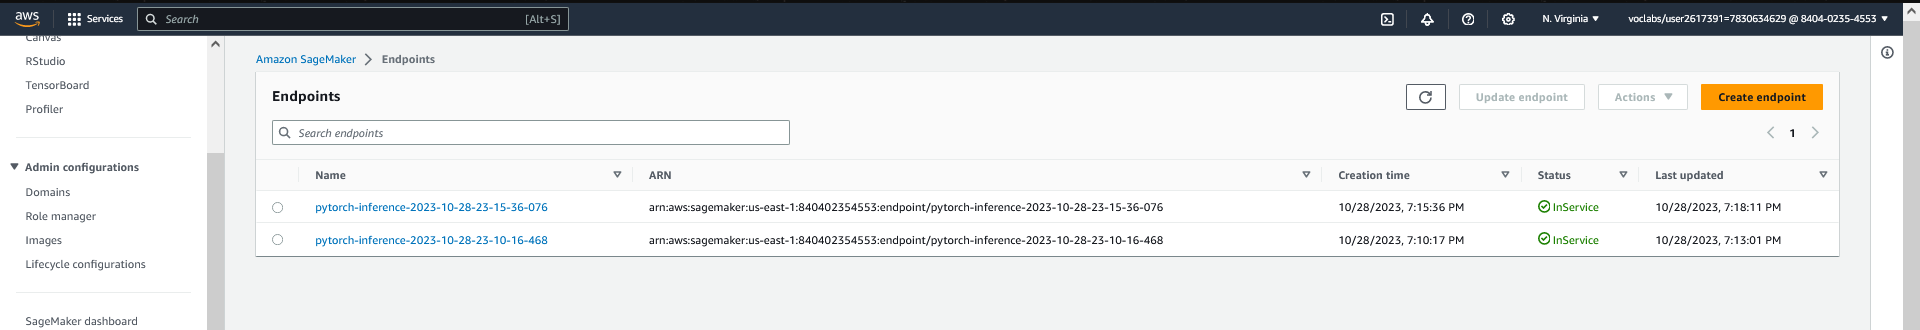 aws Services Search [Alt+S] N. Virginia voclabs/user2617391=7830634629 @ 8404-0235-4553
Canvas
RStudio
TensorBoard
Profiler
Admin configurations
Domains
Role manager
Images
Lifecycle configurations
SageMaker dashboard
Amazon SageMaker > Endpoints
Endpoints
Update endpoint Actions Create endpoint
Search endpoints
1
Name ARN Creation time Status Last updated
pytorch-inference-2023-10-28-23-15-36-076 arn:aws:sagemaker:us-east-1:840402354553:endpoint/pytorch-inference-2023-10-28-23-15-36-076 10/28/2023, 7:15:36 PM InService 10/28/2023, 7:18:11 PM
pytorch-inference-2023-10-28-23-10-16-468 arn:aws:sagemaker:us-east-1:840402354553:endpoint/pytorch-inference-2023-10-28-23-10-16-468 10/28/2023, 7:10:17 PM InService 10/28/2023, 7:13:01 PM